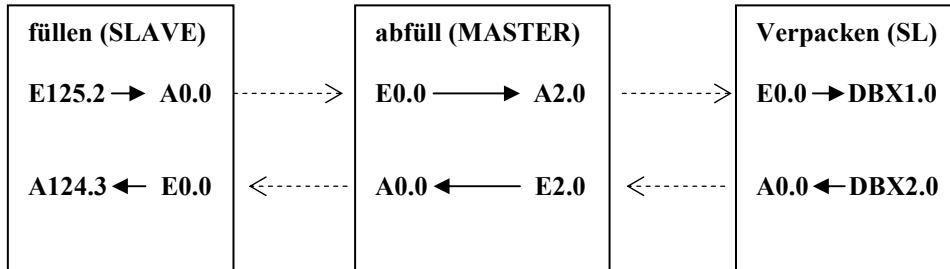 füllen (SLAVE)
E125.2 A0.0
A124.3 E0.0
abfüll (MASTER)
E0.0 A2.0
A0.0 E2.0
Verpacken (SL)
E0.0 DBX1.0
A0.0 DBX2.0